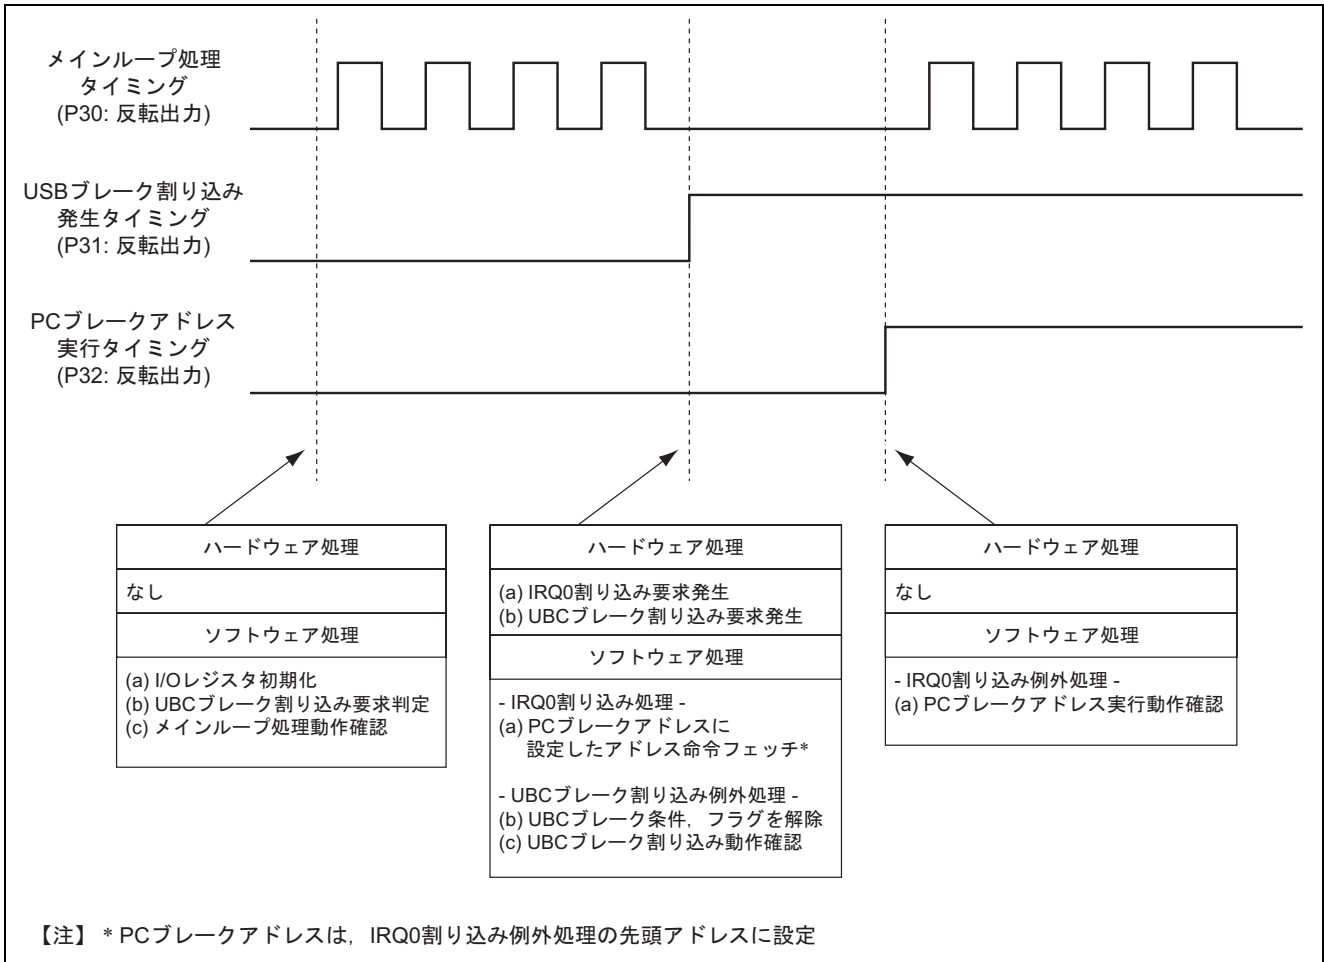 メインループ処理
タイミング
(P30: 反転出力)
USBブレーク割り込み
発生タイミング
(P31: 反転出力)
PCブレークアドレス
実行タイミング
(P32: 反転出力)
ハードウェア処理
なし
ソフトウェア処理
(a) I/Oレジスタ初期化
(b) UBCブレーク割り込み要求判定
(c) メインループ処理動作確認
ハードウェア処理
(a) IRQ0割り込み要求発生
(b) UBCブレーク割り込み要求発生
ソフトウェア処理
- IRQ0割り込み処理 -
(a) PCブレークアドレスに
設定したアドレス命令フェッチ*
- UBCブレーク割り込み例外処理 -
(b) UBCブレーク条件，フラグを解除
(c) UBCブレーク割り込み動作確認
ハードウェア処理
なし
ソフトウェア処理
- IRQ0割り込み例外処理 -
(a) PCブレークアドレス実行動作確認
【注】 * PCブレークアドレスは，IRQ0割り込み例外処理の先頭アドレスに設定